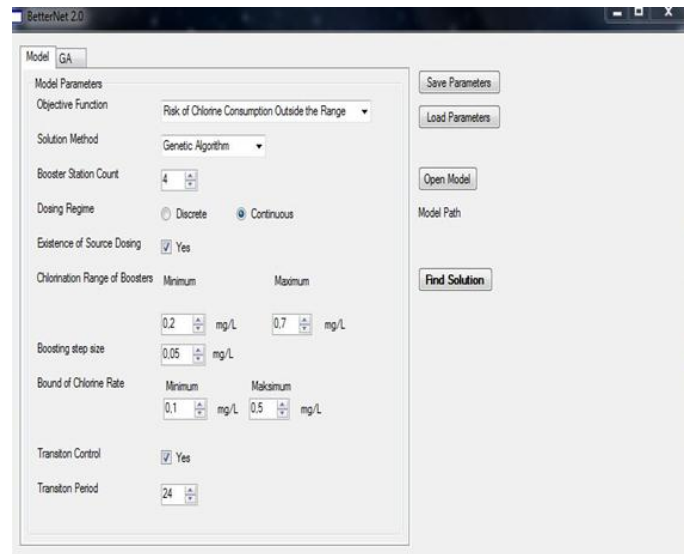 BetterNet 2.0
Model GA
Model Parameters
Objective Function Risk of Chlorine Consumption Outside the Range
Solution Method Genetic Algorithm
Booster Station Count 4
Dosing Regime Discrete Continuous
Existence of Source Dosing Yes
Chlorination Range of Boosters Minimum Maximum
0,2 mg/L 0,7 mg/L
Boosting step size 0,05 mg/L
Bound of Chlorine Rate Minimum Maksimum
0,1 mg/L 0,5 mg/L
Transiton Control Yes
Transiton Period 24
Save Parameters
Load Parameters
Open Model
Model Path
Find Solution